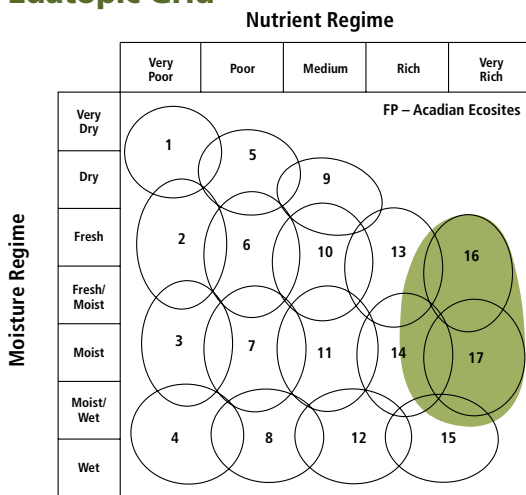 Edatopic Grid
Nutrient Regime
Very
Poor
Poor
Medium
Rich
Very
Rich
FP – Acadian Ecosites
Moisture Regime
Very
Dry
Dry
Fresh
Fresh/
Moist
Moist
Moist/
Wet
Wet
1
5
9
2
6
10
13
16
3
7
11
14
17
4
8
12
15